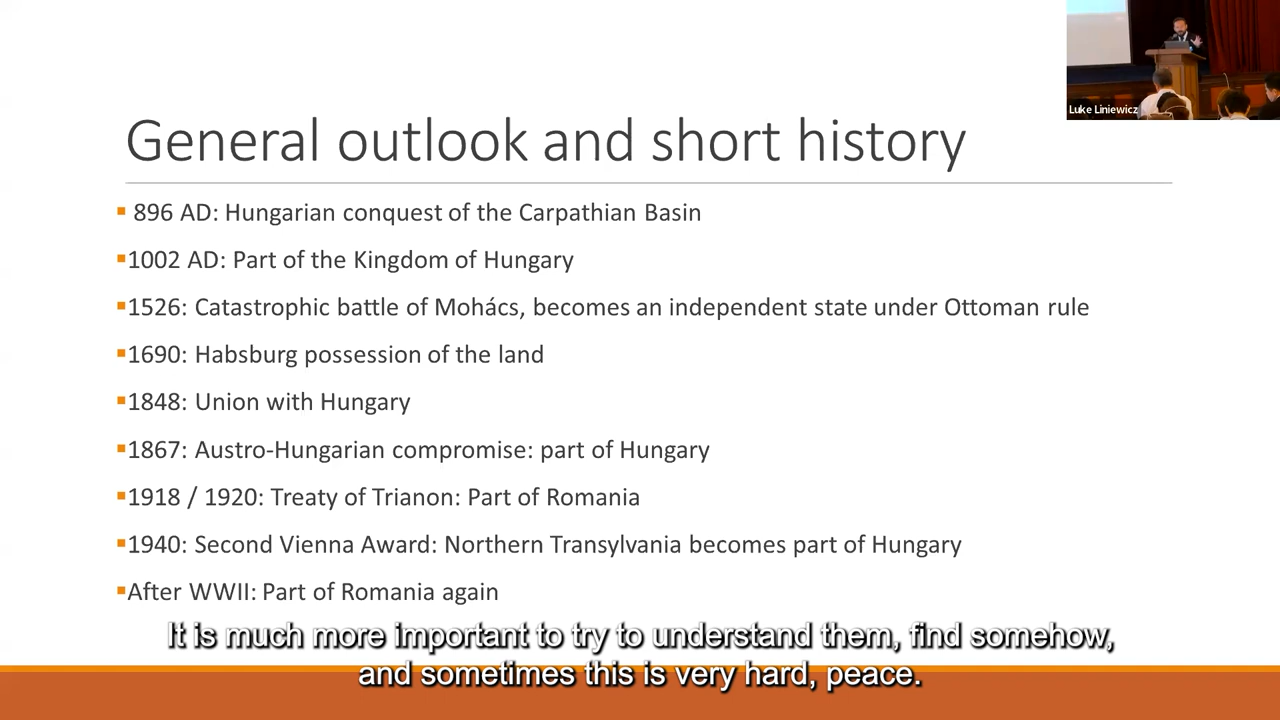 Luke Liniewicz
General outlook and short history
896 AD: Hungarian conquest of the Carpathian Basin
1002 AD: Part of the Kingdom of Hungary
1526: Catastrophic battle of Mohács, becomes an independent state under Ottoman rule
1690: Habsburg possession of the land
1848: Union with Hungary
1867: Austro-Hungarian compromise: part of Hungary
1918 / 1920: Treaty of Trianon: Part of Romania
1940: Second Vienna Award: Northern Transylvania becomes part of Hungary
After WWII: Part of Romania again
It is much more important to try to understand them, find somehow,
and sometimes this is very hard, peace.